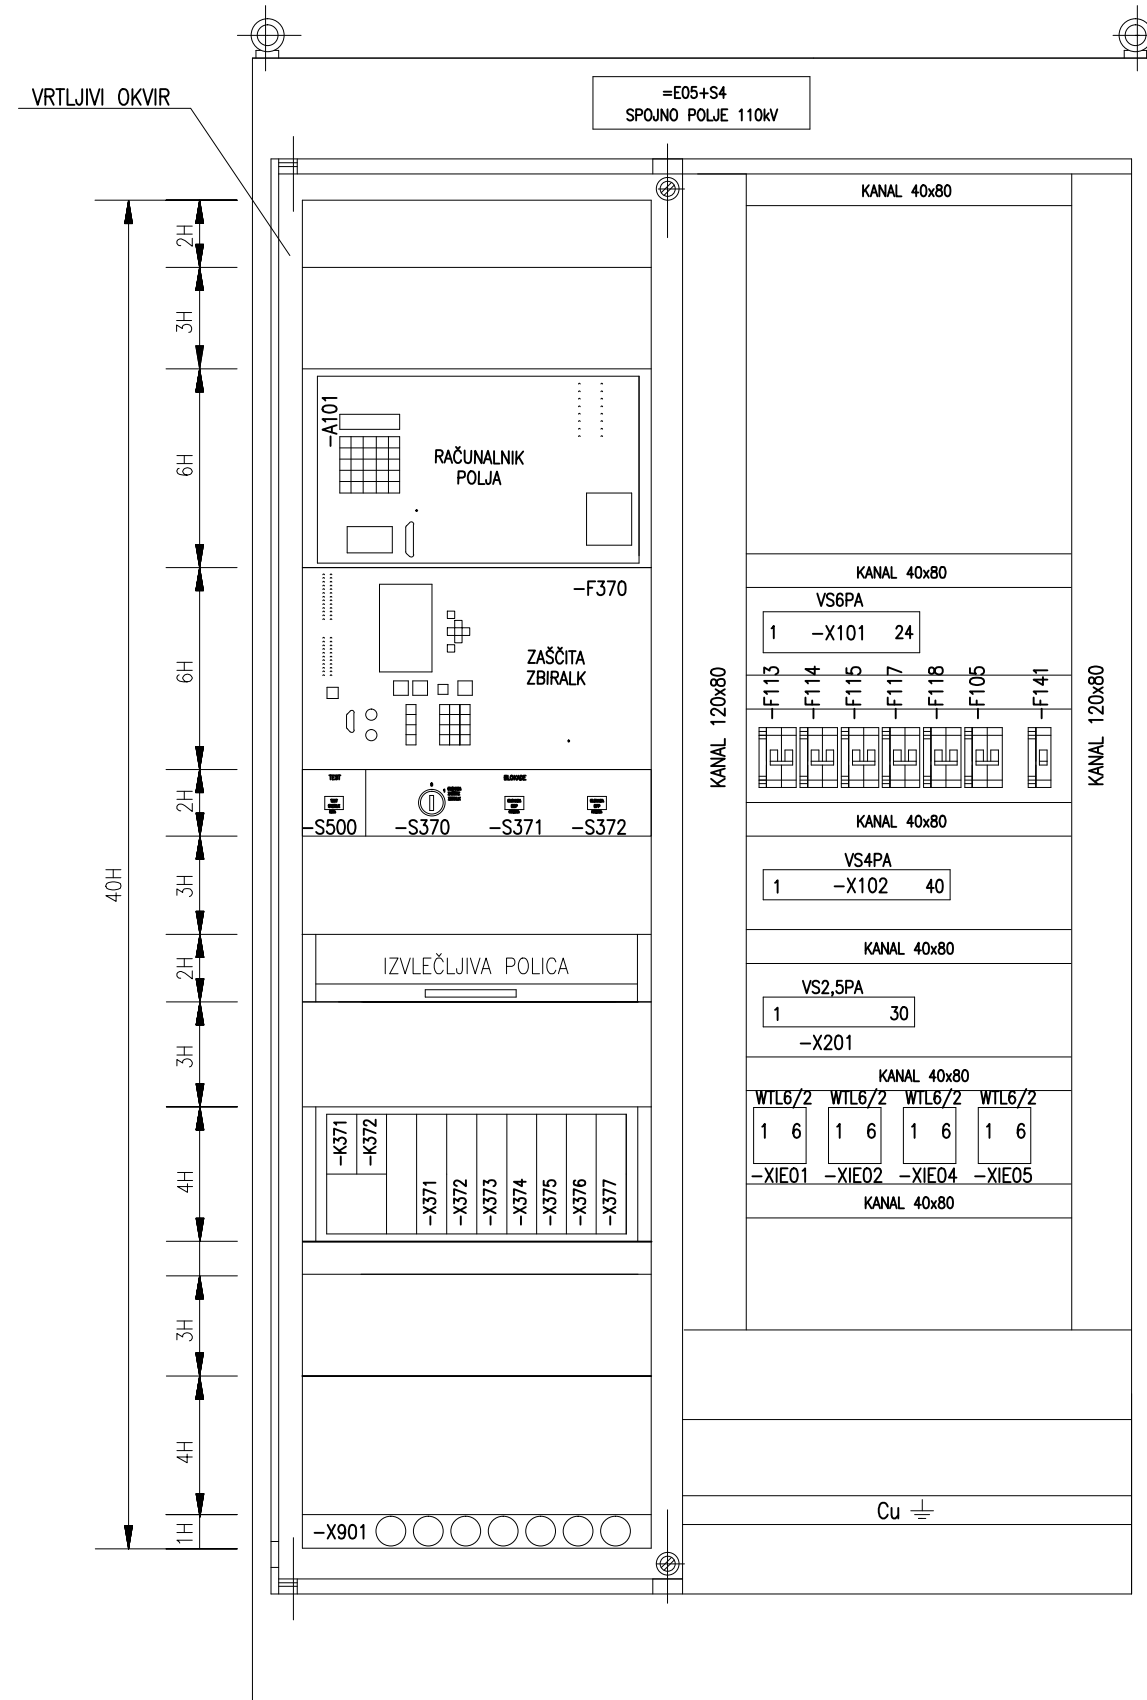 VRTLJIVI OKVIR
=E05+S4
SPOJNO POLJE 110kV
40H
2H
3H
6H
6H
2H
3H
2H
3H
4H
3H
4H
1H
-A101
RAČUNALNIK
POLJA
-F370
ZAŠČITA
ZBIRALK
TEST
BLOKADE
0
-S500
-S370
-S371
-S372
IZVLEČLJIVA POLICA
-K371
-K372
-X371
-X372
-X373
-X374
-X375
-X376
-X377
-X901
KANAL 120x80
KANAL 40x80
KANAL 40x80
VS6PA
1 -X101 24
-F113
-F114
-F115
-F117
-F118
-F105
-F141
KANAL 40x80
VS4PA
1 -X102 40
KANAL 40x80
VS2,5PA
1 30
-X201
KANAL 40x80
WTL6/2 WTL6/2 WTL6/2 WTL6/2
1 6 1 6 1 6 1 6
-XIE01 -XIE02 -XIE04 -XIE05
KANAL 40x80
KANAL 120x80
Cu